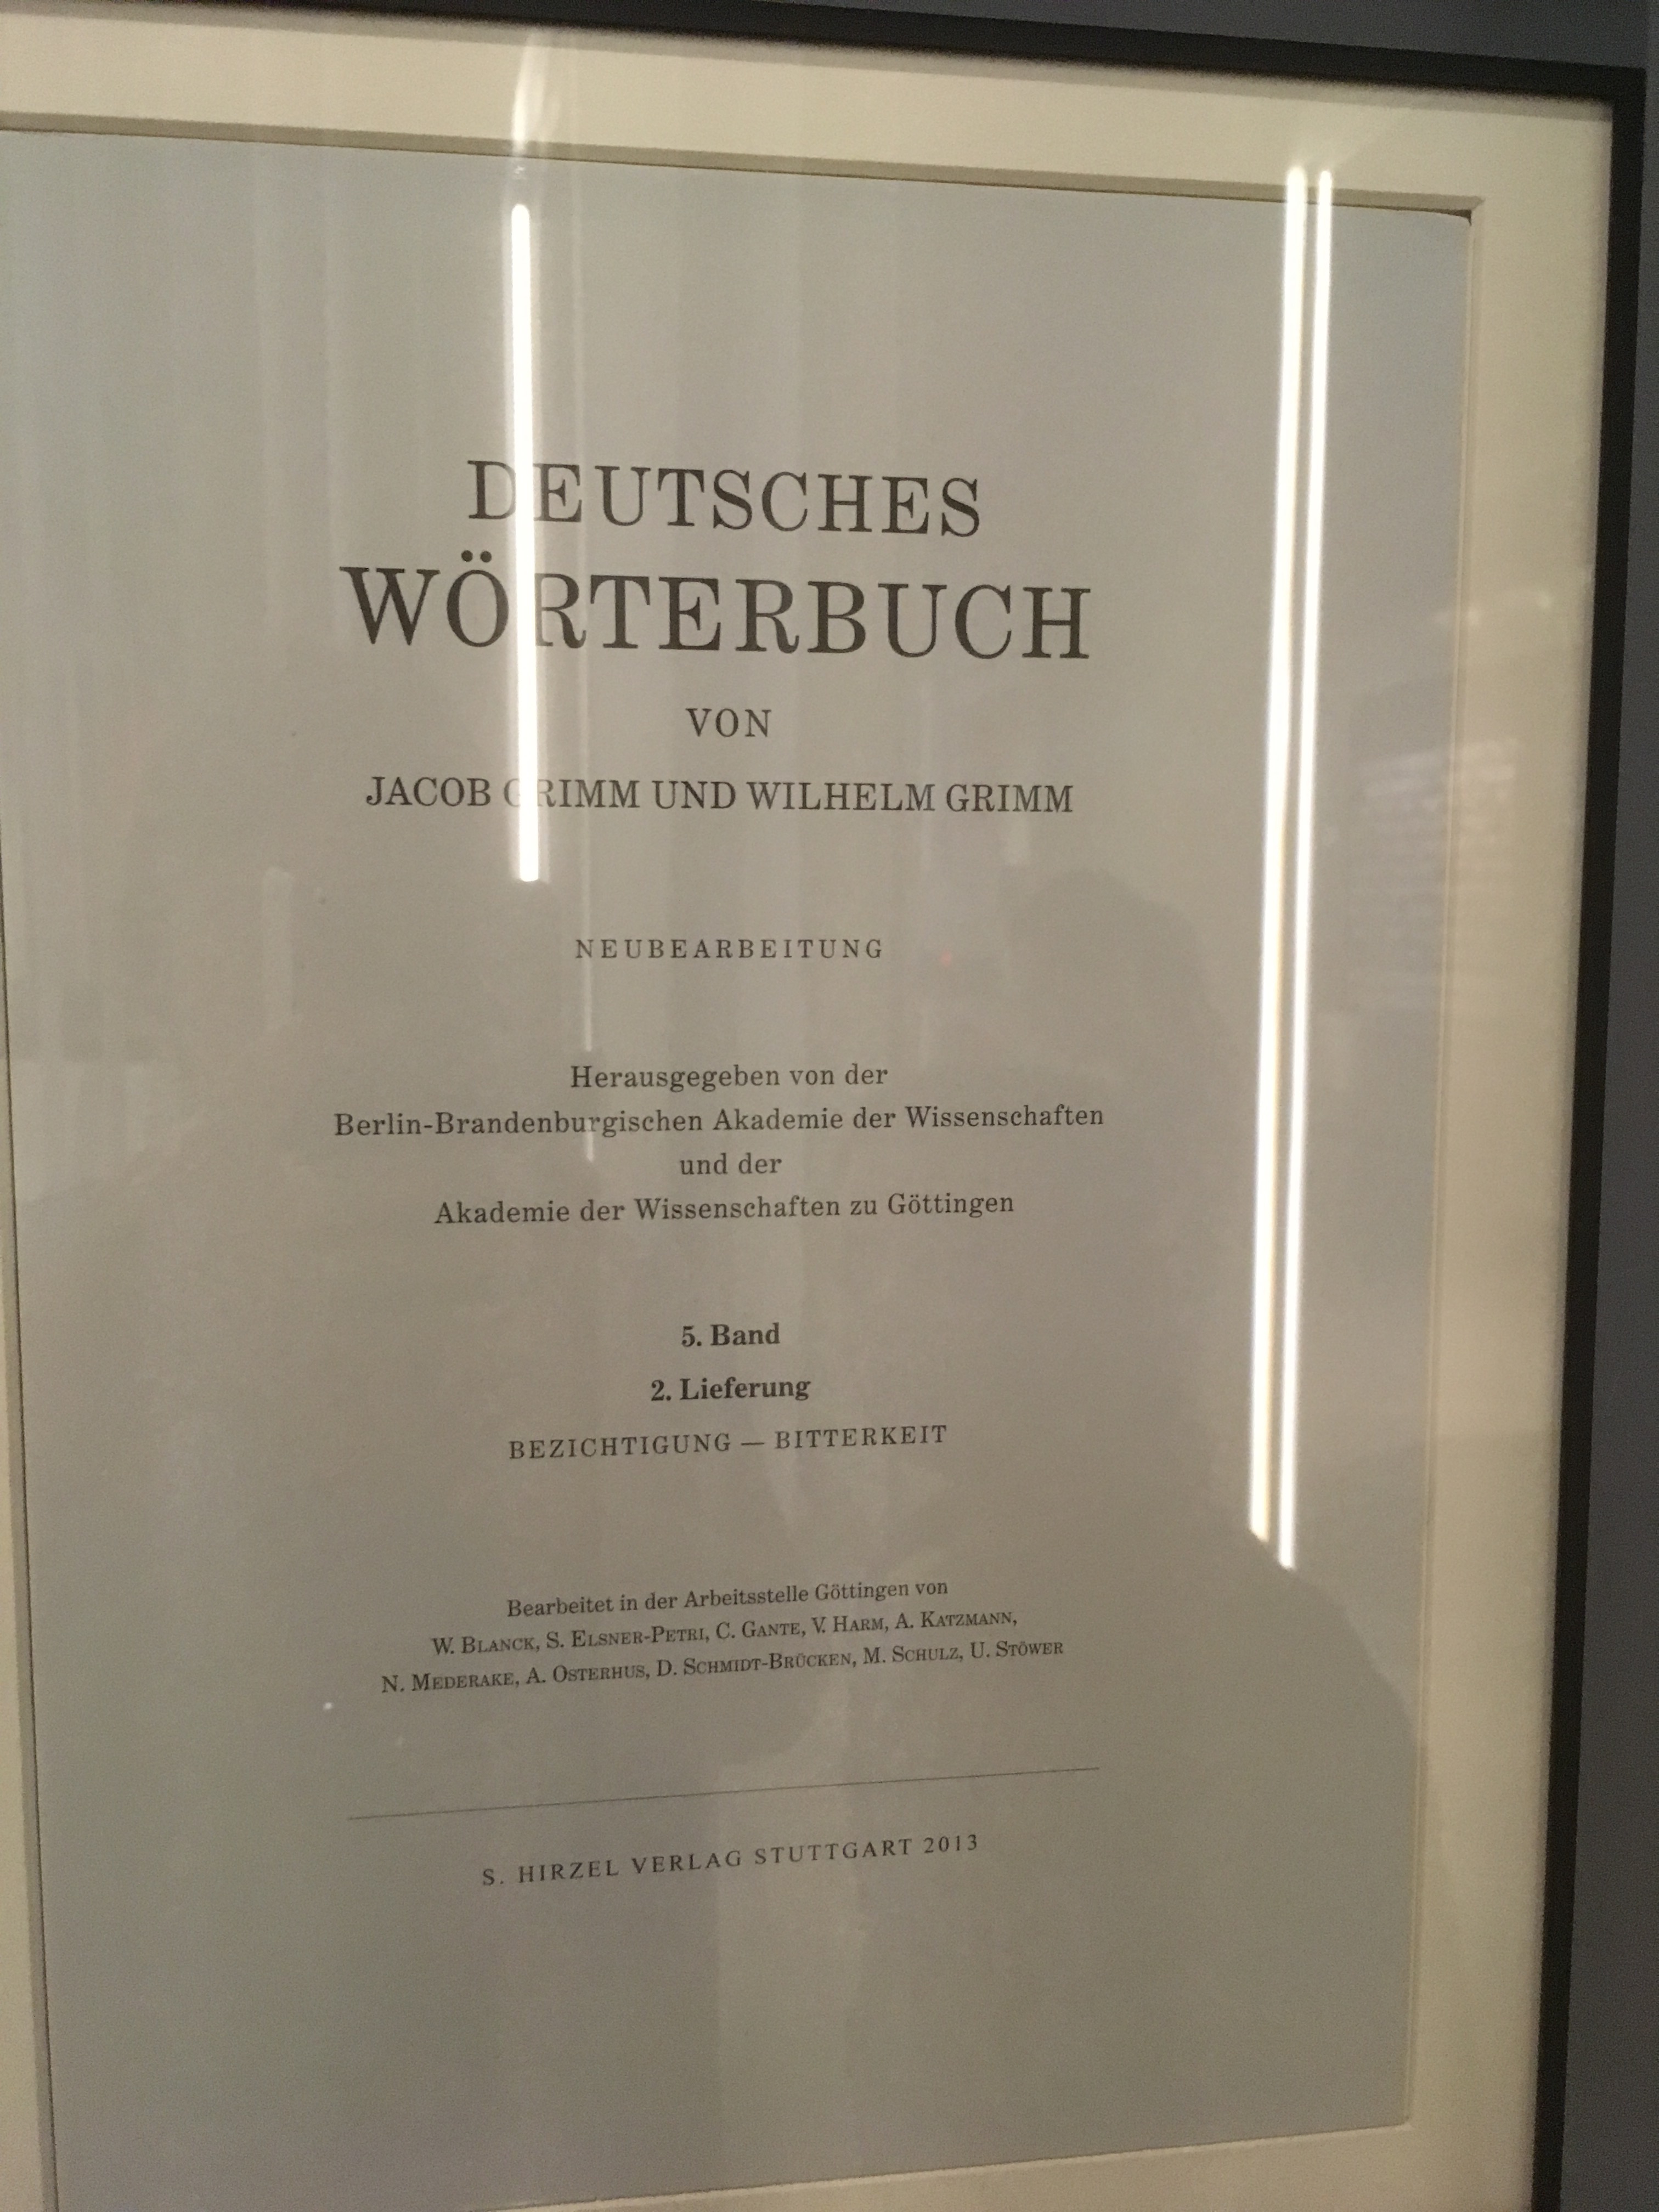 DEUTSCHES
WÖRTERBUCH
VON
JACOB GRIMM UND WILHELM GRIMM
NEUBEARBEITUNG
Herausgegeben von der
Berlin-Brandenburgischen Akademie der Wissenschaften
und der
Akademie der Wissenschaften zu Göttingen
5. Band
2. Lieferung
BEZICHTIGUNG — BITTERKEIT
Bearbeitet in der Arbeitsstelle Göttingen von
W. BLANCK, S. ELSNER-PETRI, C. GANTE, V. HARM, A. KATZMANN,
N. MEDERAKE, A. OSTERHUS, D. SCHMIDT-BRÜCKEN, M. SCHULZ, U. STÖWER
S. HIRZEL VERLAG STUTTGART 2013